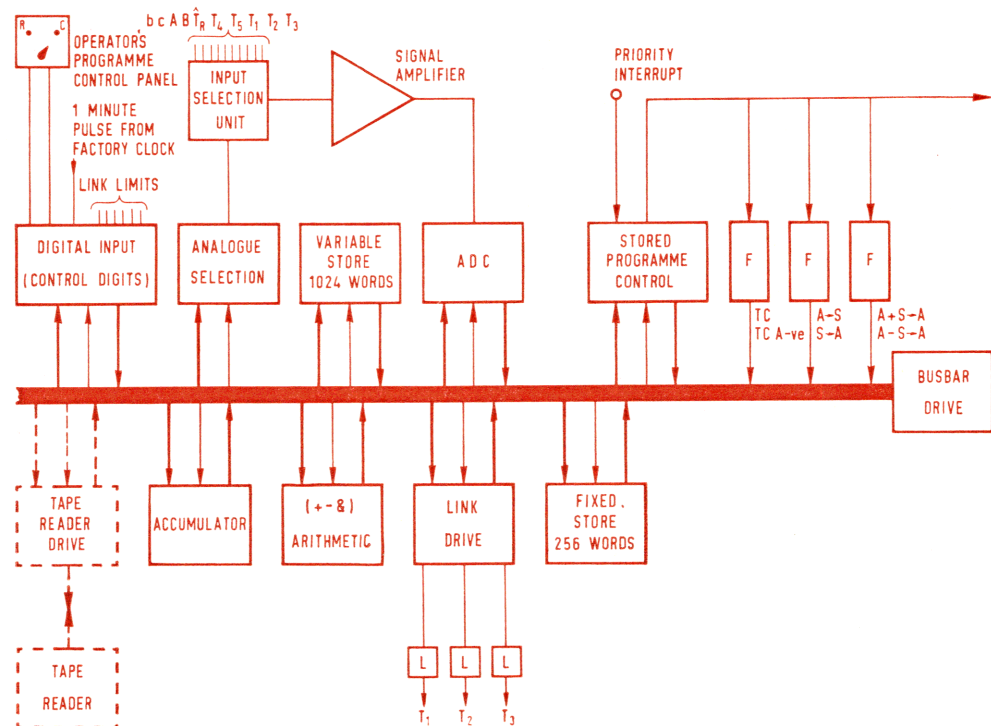 R C
OPERATOR'S
PROGRAMME
CONTROL PANEL
b c A B T̂R T4 T5 T1 T2 T3
INPUT
SELECTION
UNIT
SIGNAL
AMPLIFIER
PRIORITY
INTERRUPT
1 MINUTE
PULSE FROM
FACTORY CLOCK
LINK LIMITS
DIGITAL INPUT
(CONTROL DIGITS)
ANALOGUE
SELECTION
VARIABLE
STORE
1024 WORDS
ADC
STORED
PROGRAMME
CONTROL
F
F
F
TC
TC A-ve
A→S
S→A
A+S→A
A-S→A
BUSBAR
DRIVE
TAPE
READER
DRIVE
ACCUMULATOR
(+-&)
ARITHMETIC
LINK
DRIVE
FIXED.
STORE
256 WORDS
TAPE
READER
L
L
L
T1
T2
T3